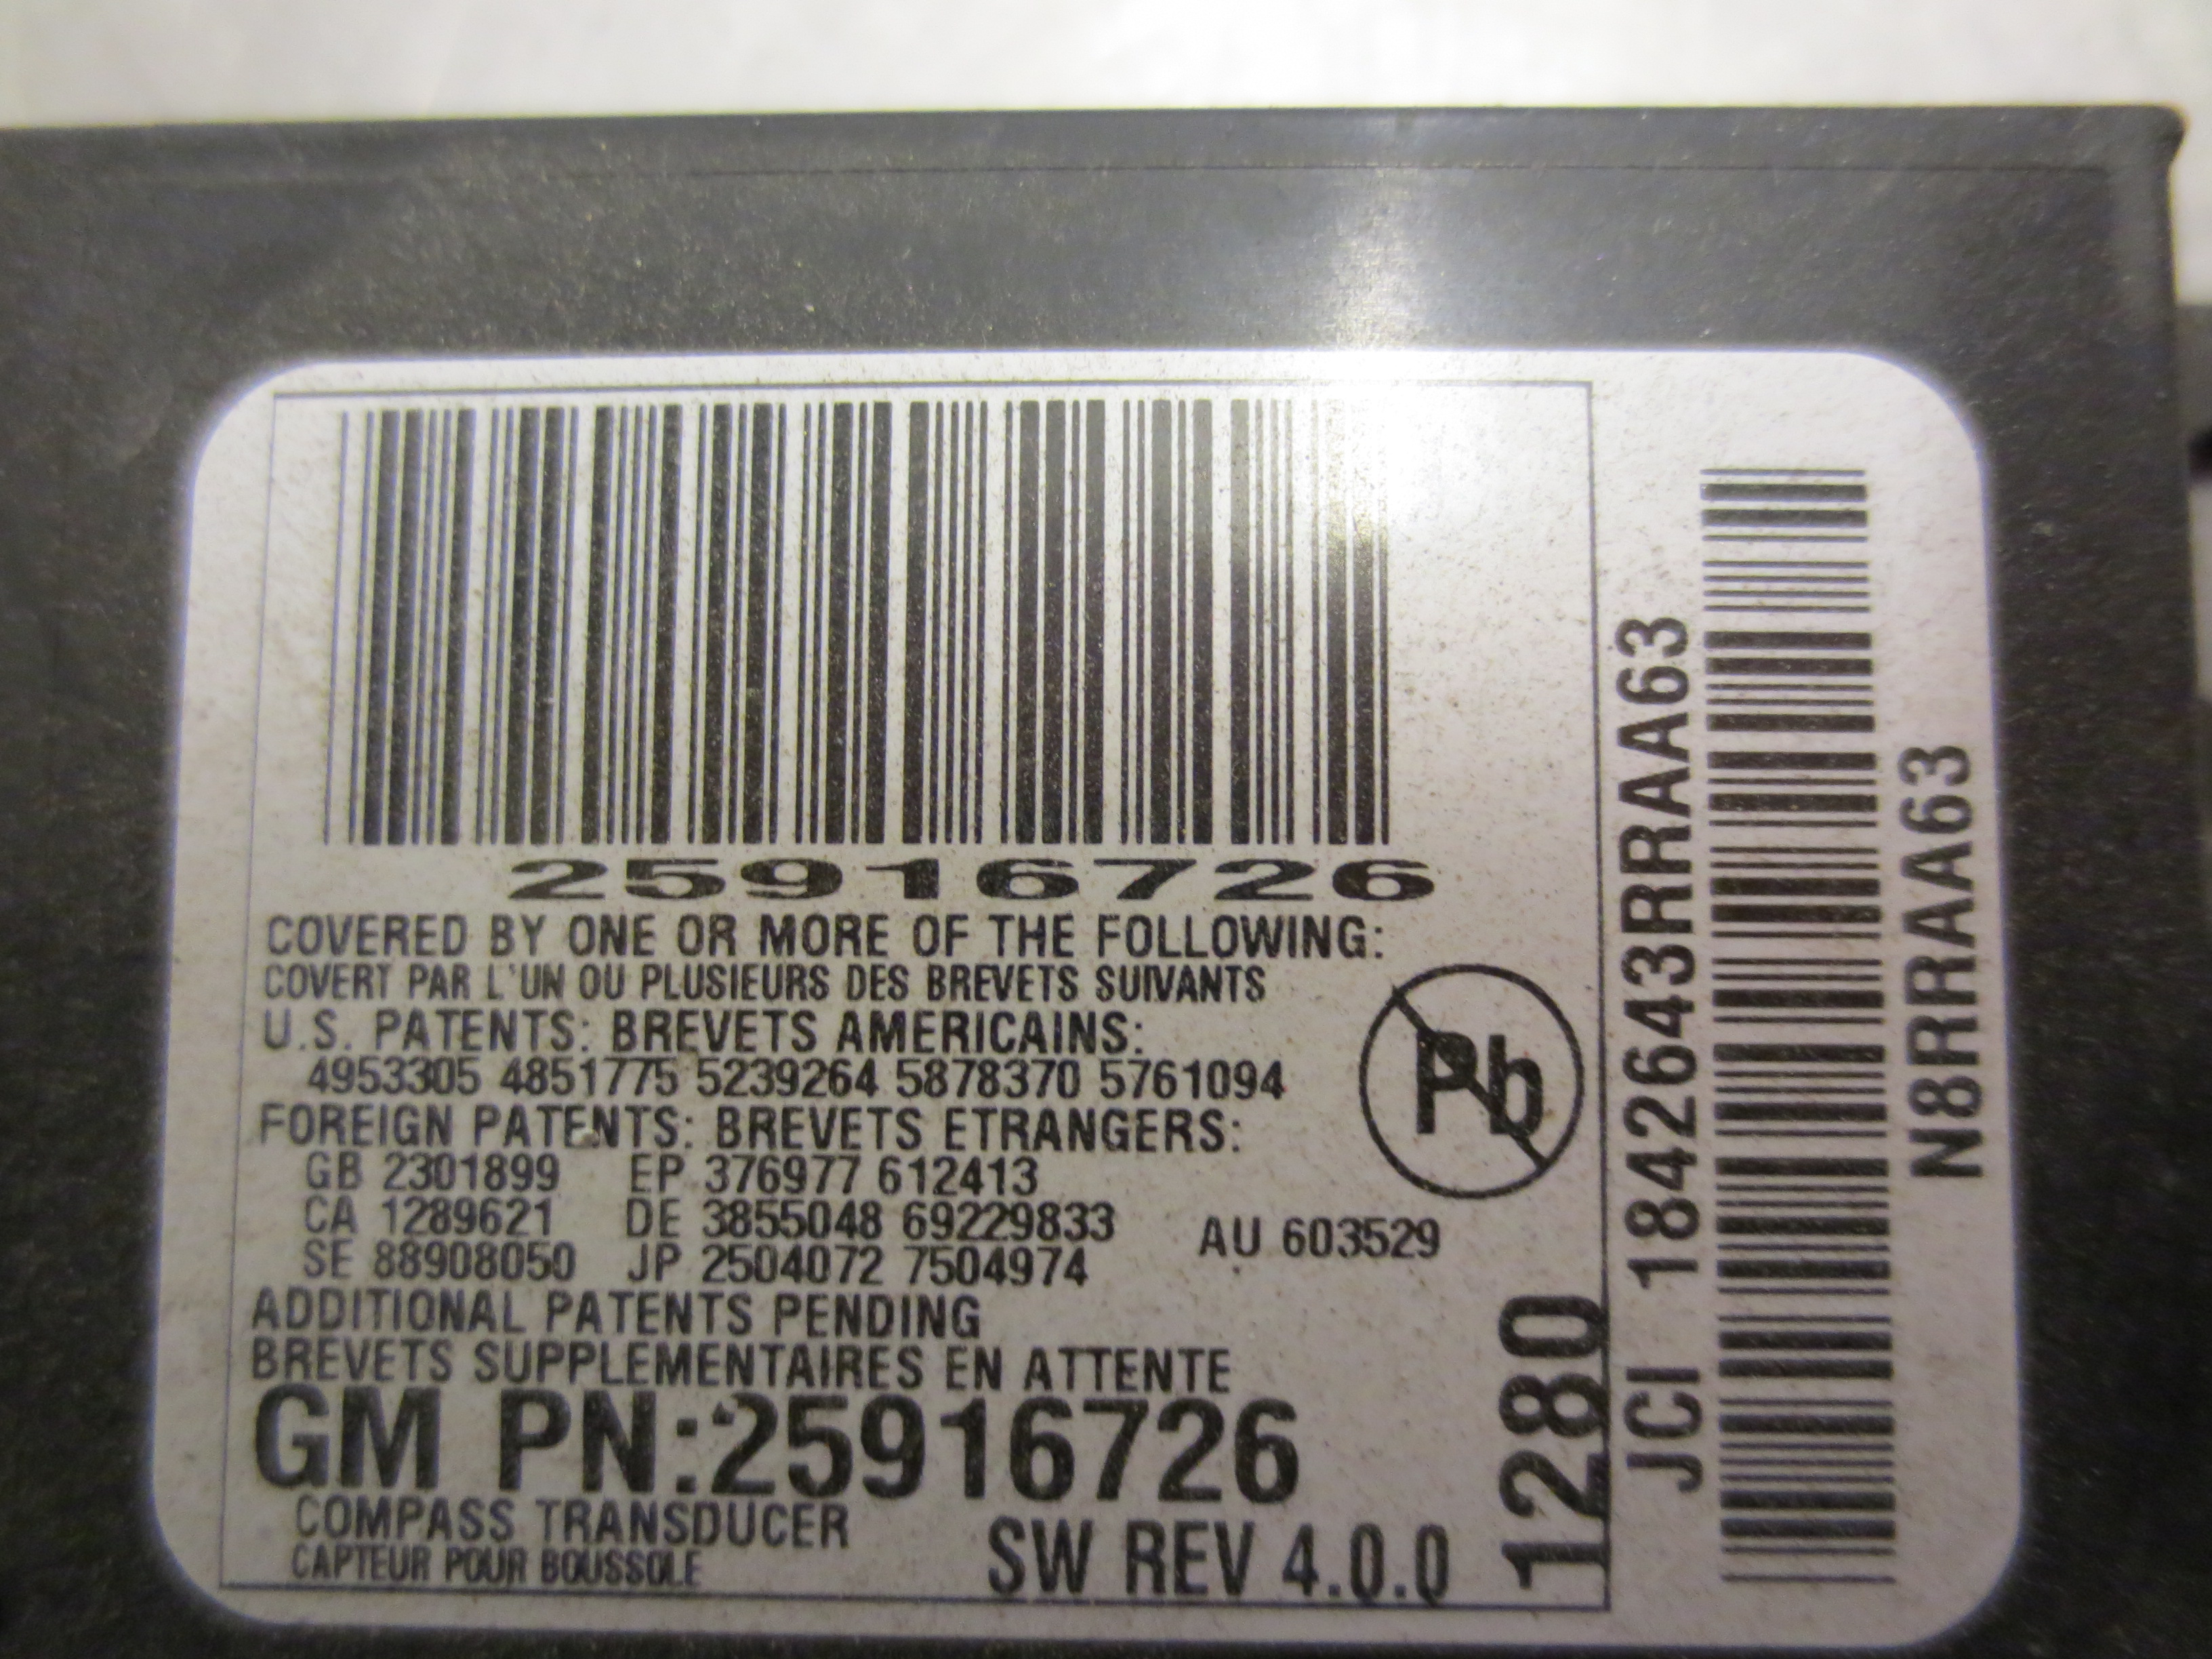 25916726
COVERED BY ONE OR MORE OF THE FOLLOWING:
COVERT PAR L'UN OU PLUSIEURS DES BREVETS SUIVANTS
U.S. PATENTS: BREVETS AMERICAINS:
4953305 4851775 5239264 5878370 5761094
FOREIGN PATENTS: BREVETS ETRANGERS:
GB 2301899 EP 376977 612413
CA 1289621 DE 3855048 69229833 AU 603529
SE 88908050 JP 2504072 7504974
ADDITIONAL PATENTS PENDING
BREVETS SUPPLEMENTAIRES EN ATTENTE
GM PN:25916726
COMPASS TRANSDUCER
CAPTEUR POUR BOUSSOLE
SW REV 4.0.0
Pb
1280
JCI 1842643RRAA63
N8RRAA63